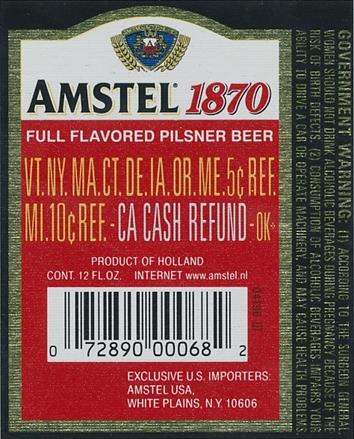 AMSTEL 1870
FULL FLAVORED PILSNER BEER
VT.NY.MA.CT.DE.IA.OR.ME.5¢REF.
MI.10¢REF.-CA CASH REFUND-OK+
PRODUCT OF HOLLAND
CONT. 12 FL.OZ. INTERNET www.amstel.nl
0 72890 00068 2
EXCLUSIVE U.S. IMPORTERS:
AMSTEL USA,
WHITE PLAINS, N.Y. 10606
GOVERNMENT WARNING: (1) ACCORDING TO THE SURGEON GENERAL
WOMEN SHOULD NOT DRINK ALCOHOLIC BEVERAGES DURING PREGNANCY BECAUSE OF THE
RISK OF BIRTH DEFECTS. (2) CONSUMPTION OF ALCOHOLIC BEVERAGES IMPAIRS YOUR
ABILITY TO DRIVE A CAR OR OPERATE MACHINERY, AND MAY CAUSE HEALTH PROBLEMS.